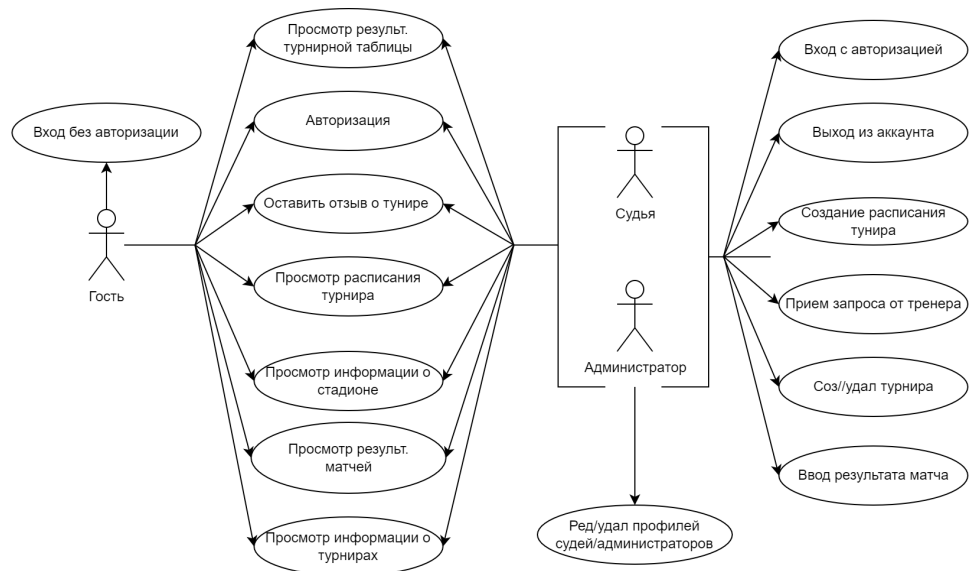 Просмотр результ.
турнирной таблицы
Вход с авторизацией
Вход без авторизации
Авторизация
Выход из аккаунта
Гость
Оставить отзыв о тунире
Судья
Создание расписания
тунира
Просмотр расписания
турнира
Администратор
Прием запроса от тренера
Просмотр информации о
стадионе
Соз//удал турнира
Просмотр результ.
матчей
Ввод результата матча
Просмотр информации о
турнирах
Ред/удал профилей
судей/администраторов